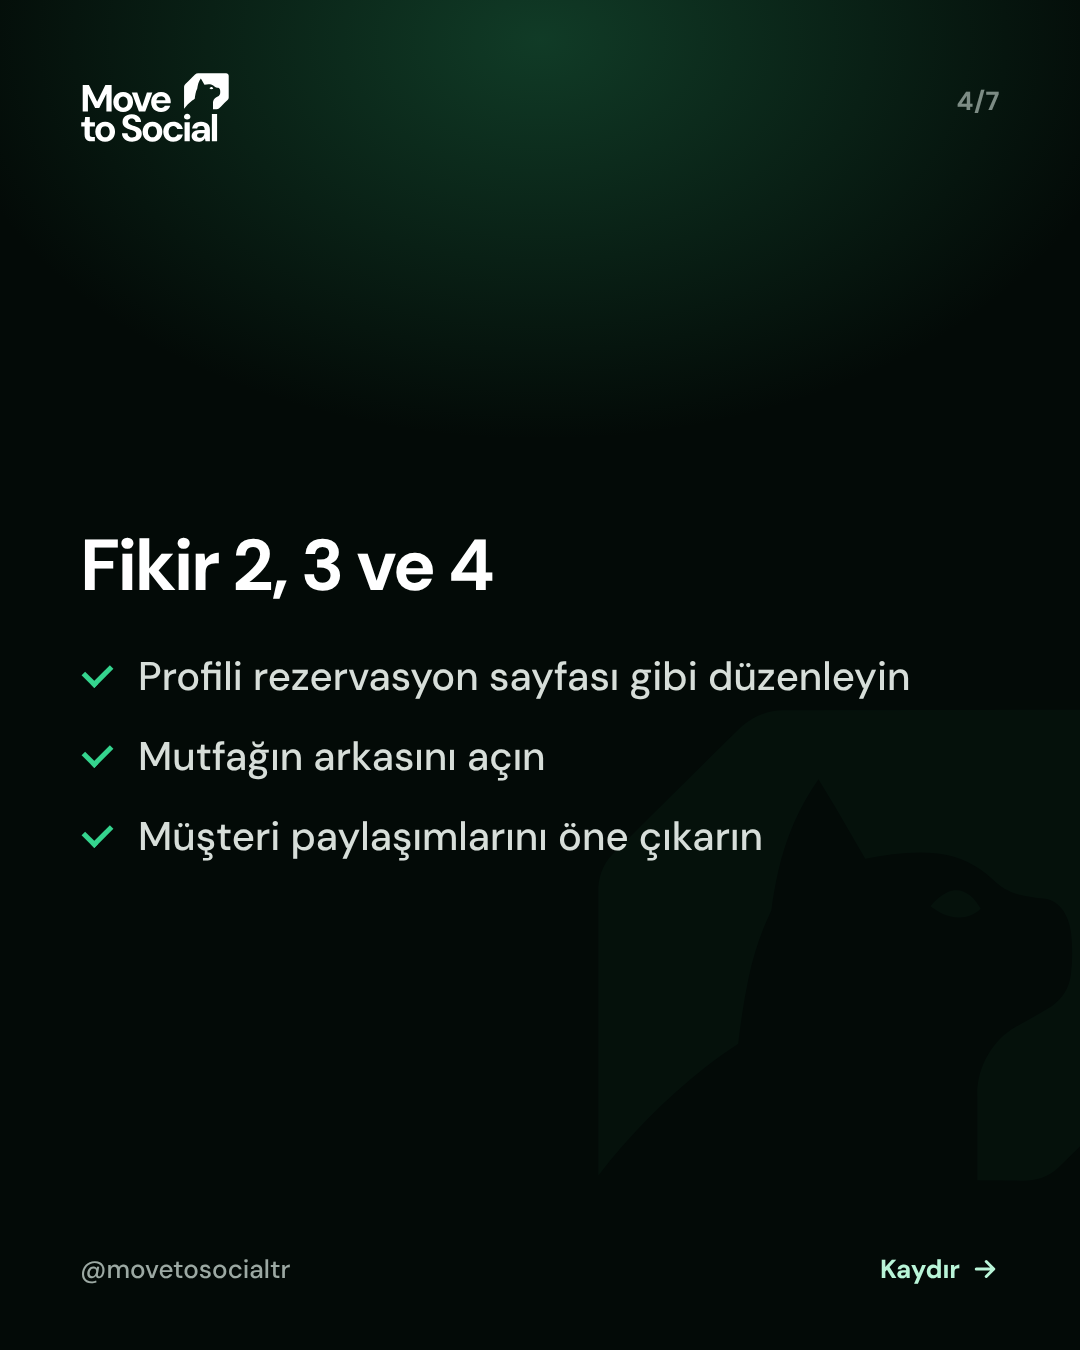 Move
to Social
4/7
Fikir 2, 3 ve 4
Profili rezervasyon sayfası gibi düzenleyin
Mutfağın arkasını açın
Müşteri paylaşımlarını öne çıkarın
@movetosocialtr
Kaydır →